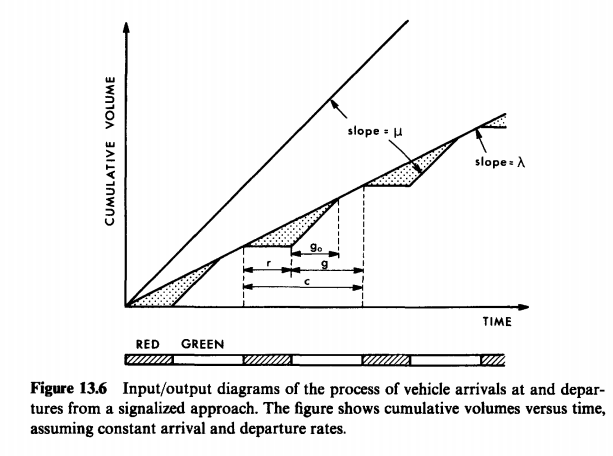 CUMULATIVE VOLUME
slope = μ
slope = λ
g₀
r
g
c
TIME
RED GREEN
Figure 13.6 Input/output diagrams of the process of vehicle arrivals at and depar-
tures from a signalized approach. The figure shows cumulative volumes versus time,
assuming constant arrival and departure rates.